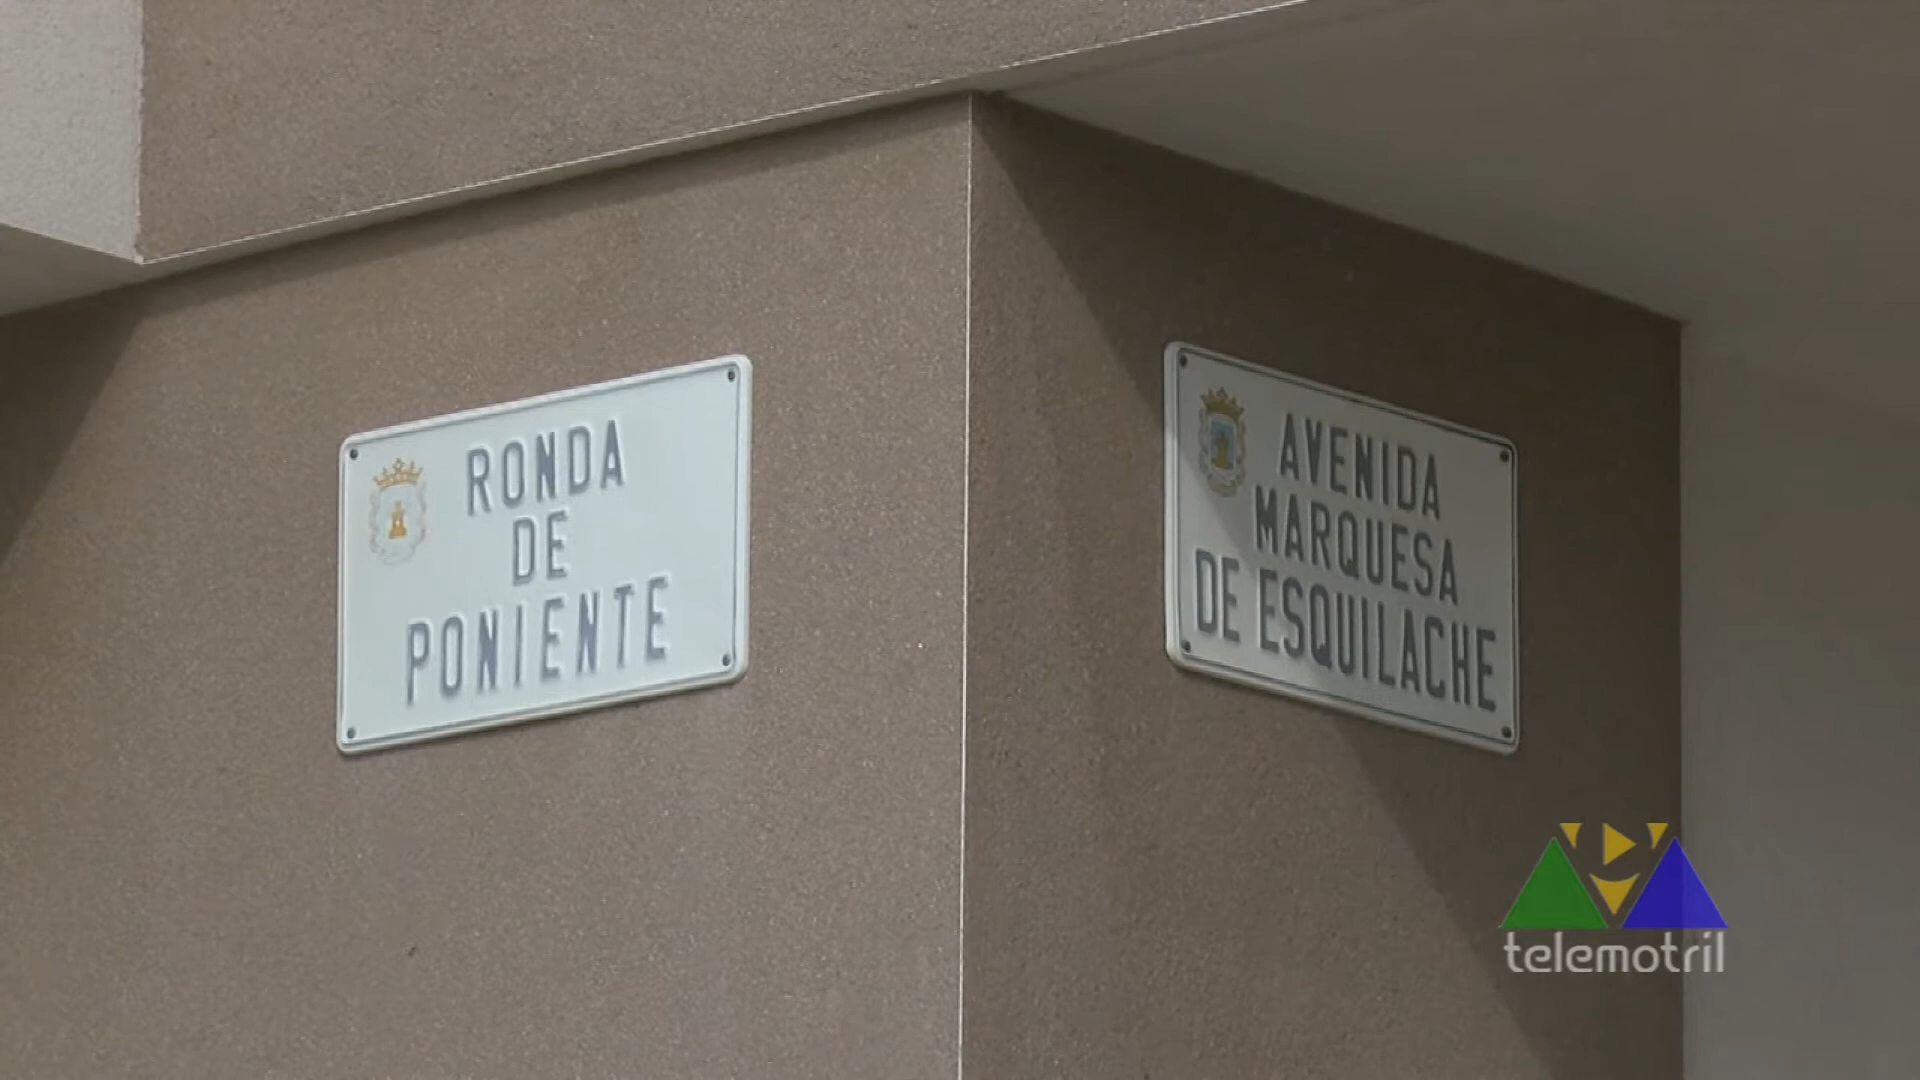 RONDA
DE
PONIENTE
AVENIDA
MARQUESA
DE ESQUILACHE
telemotril